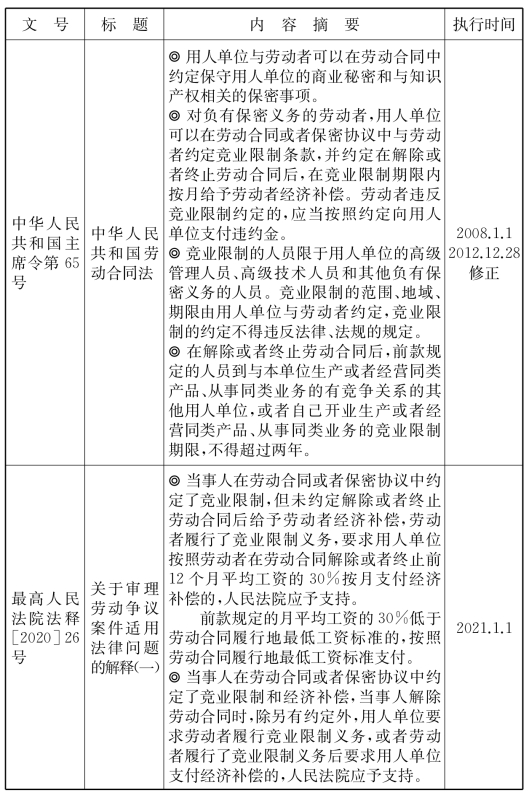 文 号 标 题 内 容 摘 要 执行时间
中华人民
共和国主
席令第 65
号
中华人民
共和国劳
动合同法
◎ 用人单位与劳动者可以在劳动合同中
约定保守用人单位的商业秘密和与知识
产权相关的保密事项。
◎ 对负有保密义务的劳动者,用人单位
可以在劳动合同或者保密协议中与劳动
者约定竞业限制条款,并约定在解除或
者终止劳动合同后,在竞业限制期限内
按月给予劳动者经济补偿。劳动者违反
竞业限制约定的,应当按照约定向用人
单位支付违约金。
◎ 竞业限制的人员限于用人单位的高级
管理人员、高级技术人员和其他负有保
密义务的人员。竞业限制的范围、地域、
期限由用人单位与劳动者约定,竞业限
制的约定不得违反法律、法规的规定。
◎ 在解除或者终止劳动合同后,前款规
定的人员到与本单位生产或者经营同类
产品、从事同类业务的有竞争关系的其
他用人单位,或者自己开业生产或者经
营同类产品、从事同类业务的竞业限制
期限,不得超过两年。
2008.1.1
2012.12.28
修正
最高人民
法院法释
[2020]26
号
关于审理
劳动争议
案件适用
法律问题
的解释(一)
◎ 当事人在劳动合同或者保密协议中约
定了竞业限制,但未约定解除或者终止
劳动合同后给予劳动者经济补偿,劳动
者履行了竞业限制义务,要求用人单位
按照劳动者在劳动合同解除或者终止前
12 个月平均工资的 30%按月支付经济
补偿的,人民法院应予支持。
前款规定的月平均工资的 30%低于
劳动合同履行地最低工资标准的,按照
劳动合同履行地最低工资标准支付。
◎ 当事人在劳动合同或者保密协议中约
定了竞业限制和经济补偿,当事人解除
劳动合同时,除另有约定外,用人单位要
求劳动者履行竞业限制义务,或者劳动
者履行了竞业限制义务后要求用人单位
支付经济补偿的,人民法院应予支持。
2021.1.1